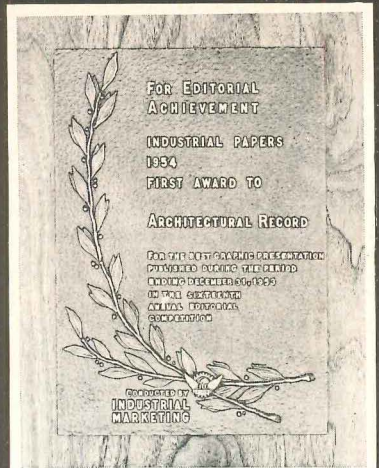 FOR EDITORIAL
ACHIEVEMENT
INDUSTRIAL PAPERS
1954
FIRST AWARD TO
ARCHITECTURAL RECORD
FOR THE BEST GRAPHIC PRESENTATION
PUBLISHED DURING THE PERIOD
ENDING DECEMBER 31, 1953
IN THE SIXTEENTH
ANNUAL EDITORIAL
COMPETITION
CONDUCTED BY
INDUSTRIAL
MARKETING